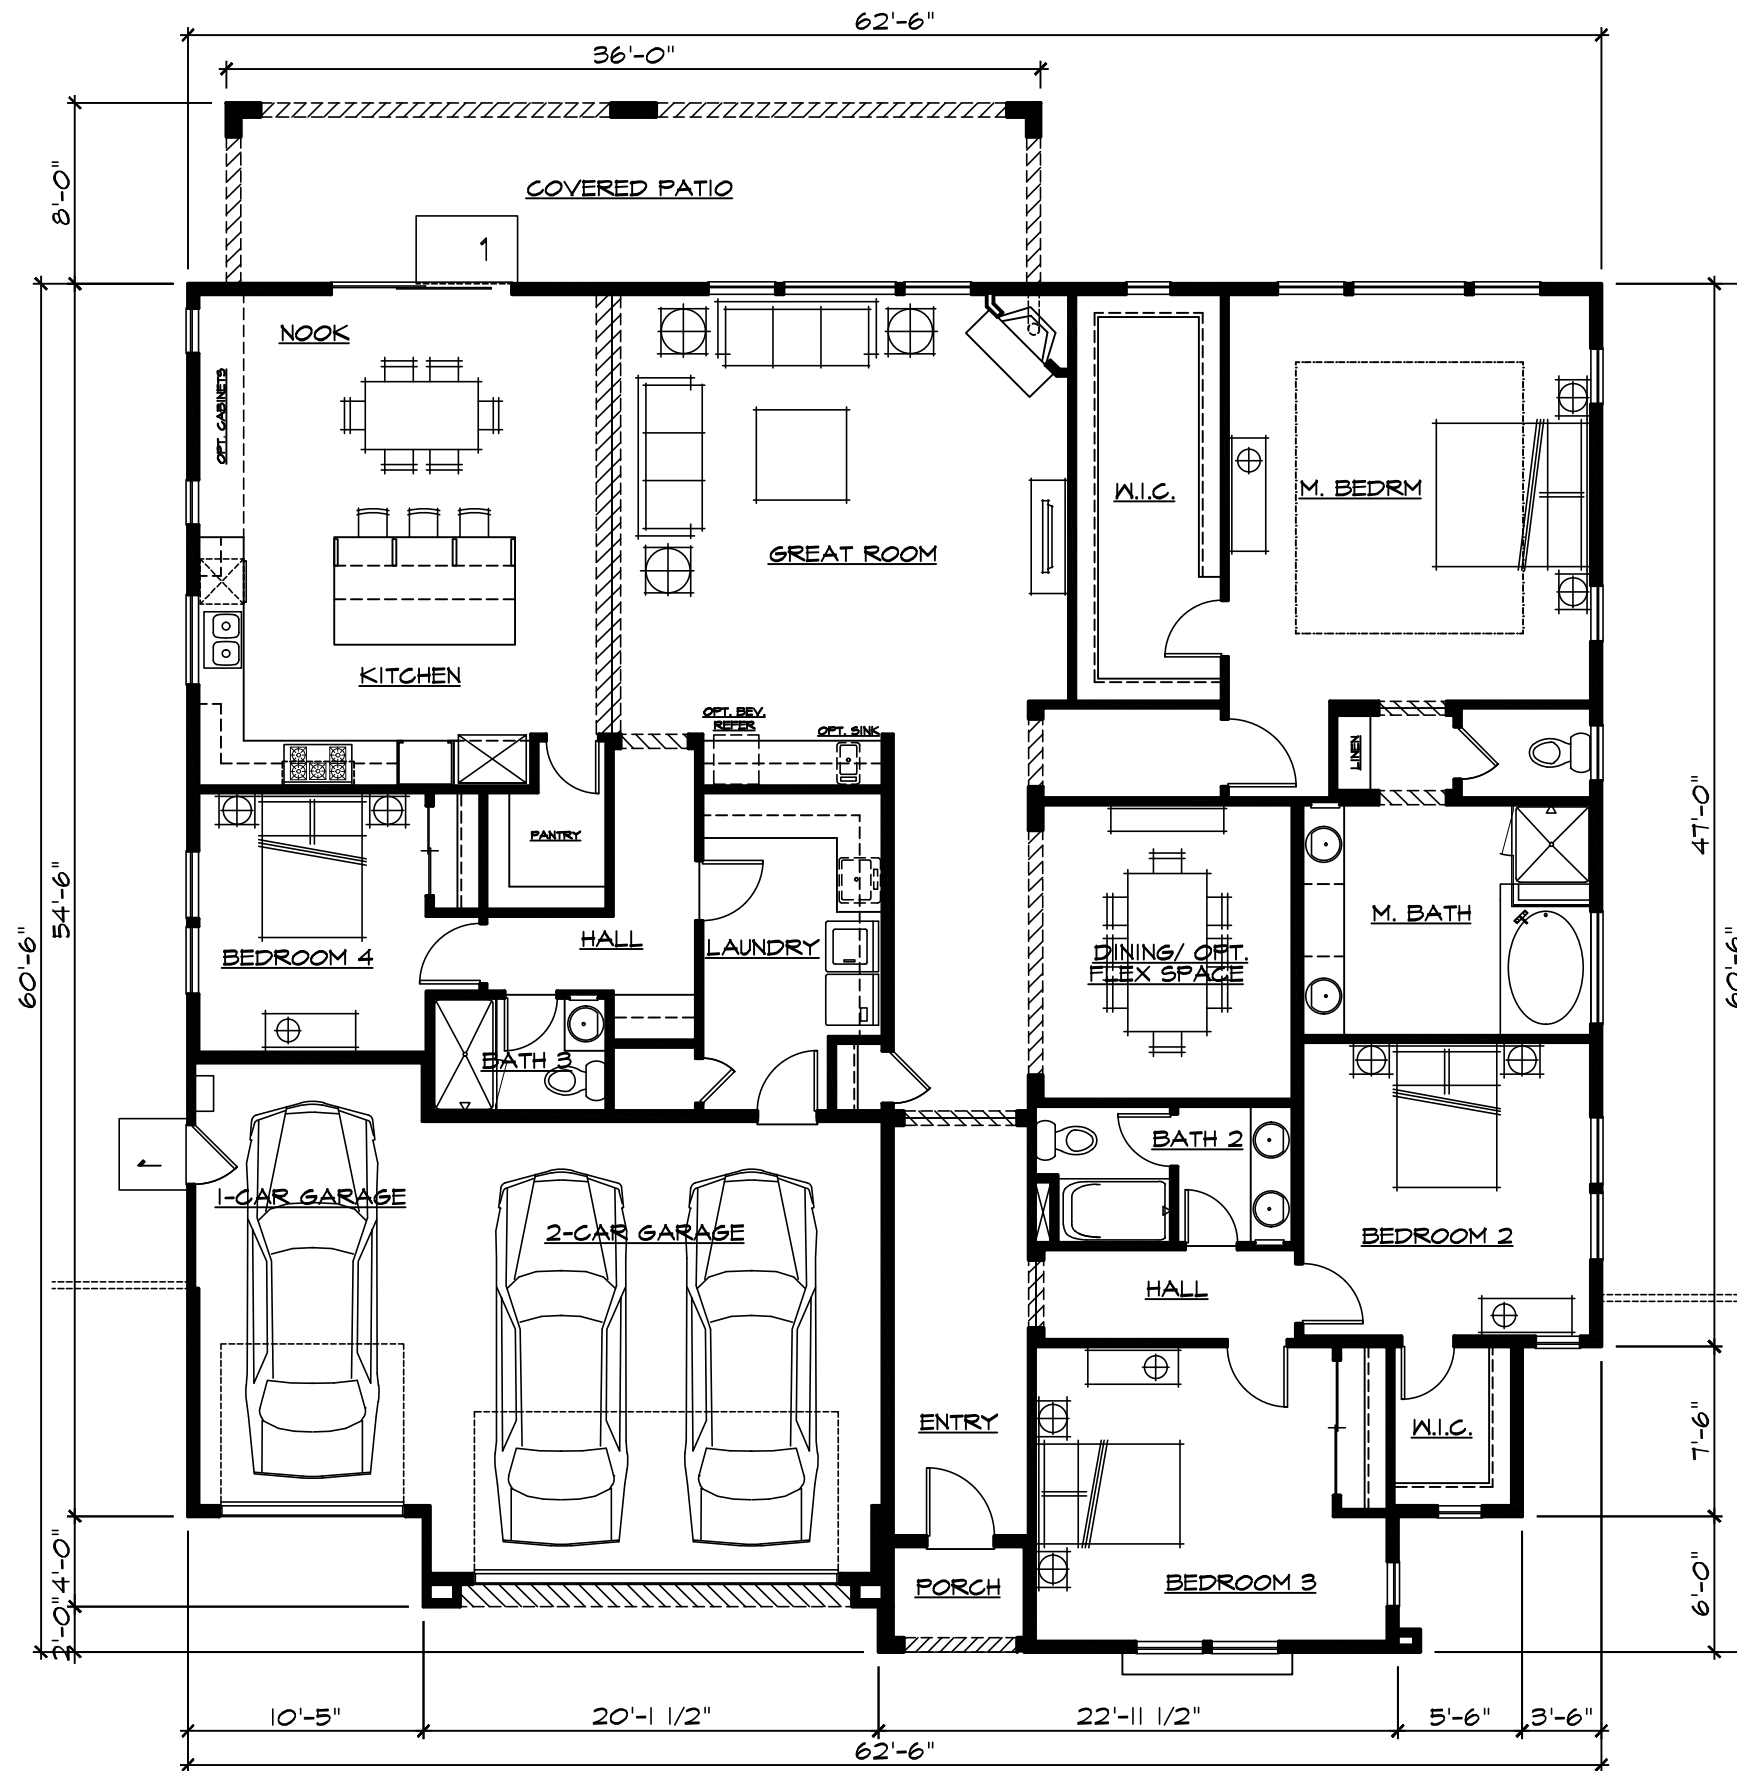 62'-6"
36'-0"
8'-0"
COVERED PATIO
1
NOOK
OPT. CABINETS
W.I.C.
M. BEDRM
GREAT ROOM
KITCHEN
OPT. BEV.
REFER
OPT. SINK
LINEN
PANTRY
47'-0"
54'-6"
60'-6"
60'-6"
HALL
LAUNDRY
BEDROOM 4
M. BATH
DINING/ OPT.
FLEX SPACE
BATH 3
BATH 2
1
1-CAR GARAGE
2-CAR GARAGE
BEDROOM 2
HALL
ENTRY
W.I.C.
7'-6"
PORCH
BEDROOM 3
4'-0"
2'-0"
6'-0"
10'-5"
20'-1 1/2"
22'-11 1/2"
5'-6"
3'-6"
62'-6"